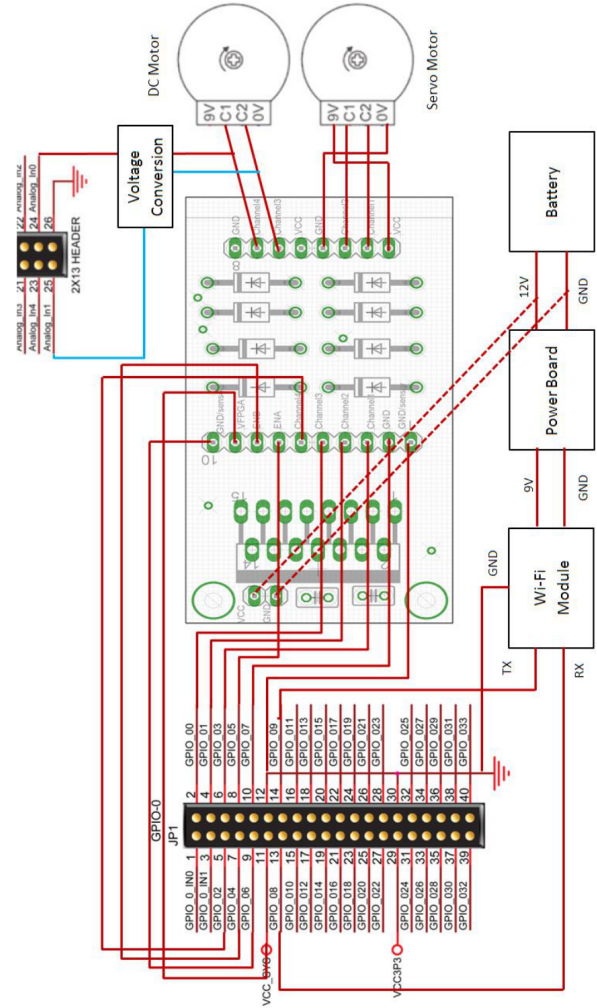 DC Motor
Servo Motor
9V
C1
C2
0V
9V
C1
C2
0V
Voltage
Conversion
Analog_In2
22
24
Analog_In0
26
2X13 HEADER
21
23
25
Analog_In3
Analog_In4
Analog_In1
GND
Channel4
Channel3
VCC
GND
Channel2
Channel1
VCC
GND/sense
VFPGA
GND
ENA
Channel4
Channel3
Channel2
Channel1
GND
GND/sense
VCC
GND
Battery
12V
GND
Power Board
9V
GND
GND
Wi-Fi
Module
TX
RX
GPIO-0
JP1
2 GPIO_00
4 GPIO_01
6 GPIO_03
8 GPIO_05
10 GPIO_07
12
14 GPIO_09
16 GPIO_011
18 GPIO_013
20 GPIO_015
22 GPIO_017
24 GPIO_019
26 GPIO_021
28 GPIO_023
30
32 GPIO_025
34 GPIO_027
36 GPIO_029
38 GPIO_031
40 GPIO_033
GPIO_0_IN0 1
GPIO_0_IN1 3
GPIO_02 5
GPIO_04 7
GPIO_06 9
11
GPIO_08 13
GPIO_010 15
GPIO_012 17
GPIO_014 19
GPIO_016 21
GPIO_018 23
GPIO_020 25
GPIO_022 27
29
GPIO_024 31
GPIO_026 33
GPIO_028 35
GPIO_030 37
GPIO_032 39
VCC3P3